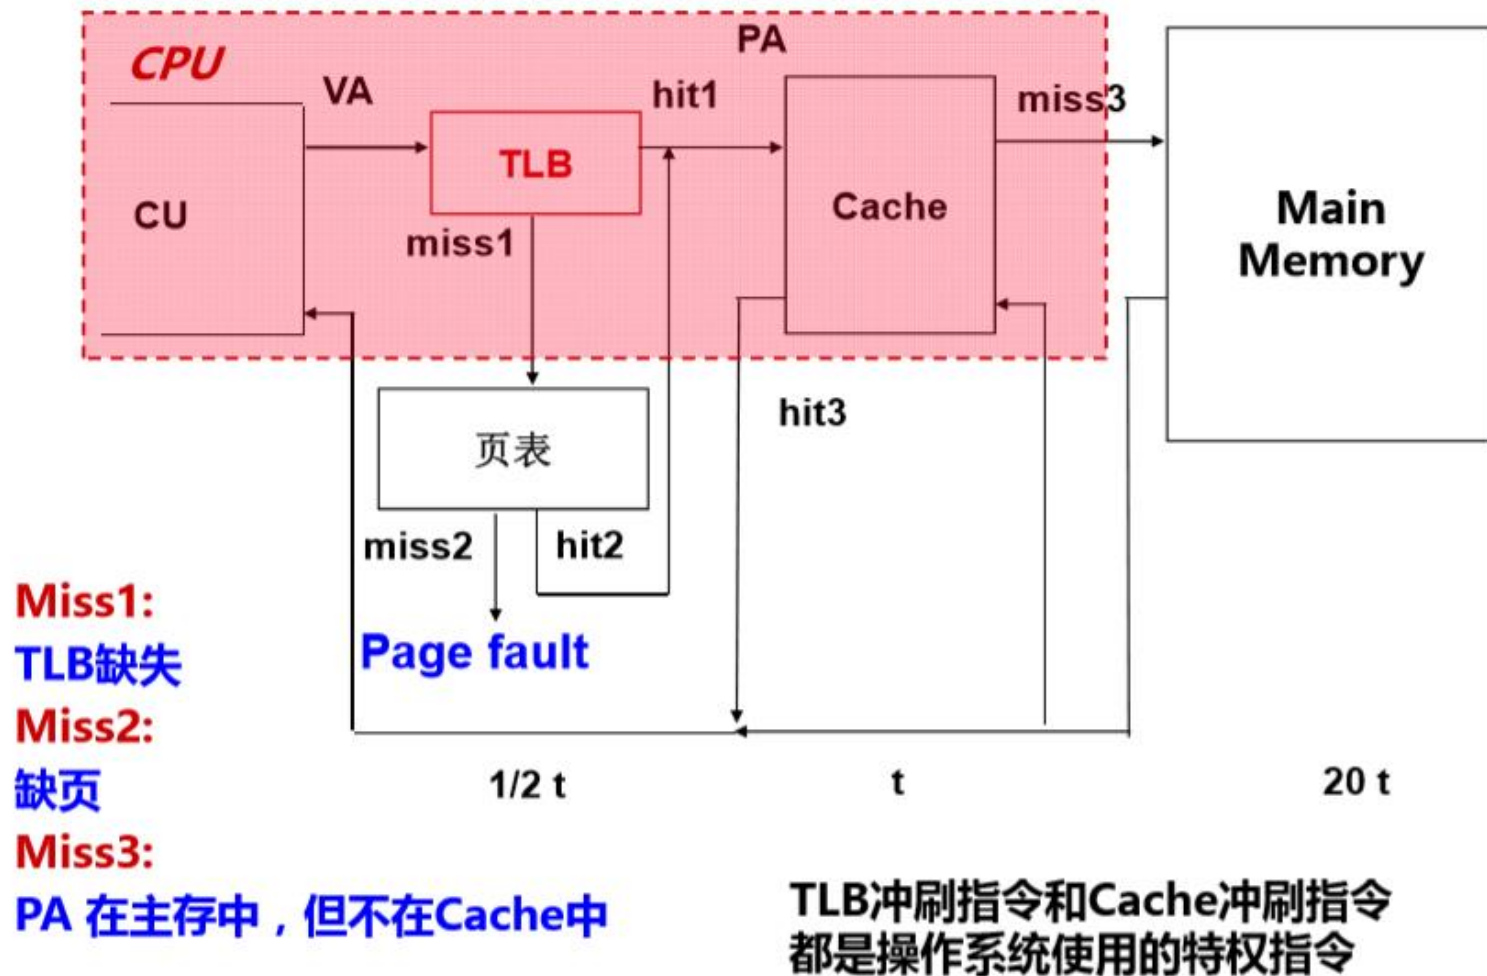 CPU
PA
VA
hit1
miss3
TLB
CU
Cache
Main
Memory
miss1
hit3
页表
miss2
hit2
Page fault
Miss1:
TLB缺失
Miss2:
缺页
Miss3:
PA 在主存中，但不在Cache中
1/2 t
t
20 t
TLB冲刷指令和Cache冲刷指令
都是操作系统使用的特权指令